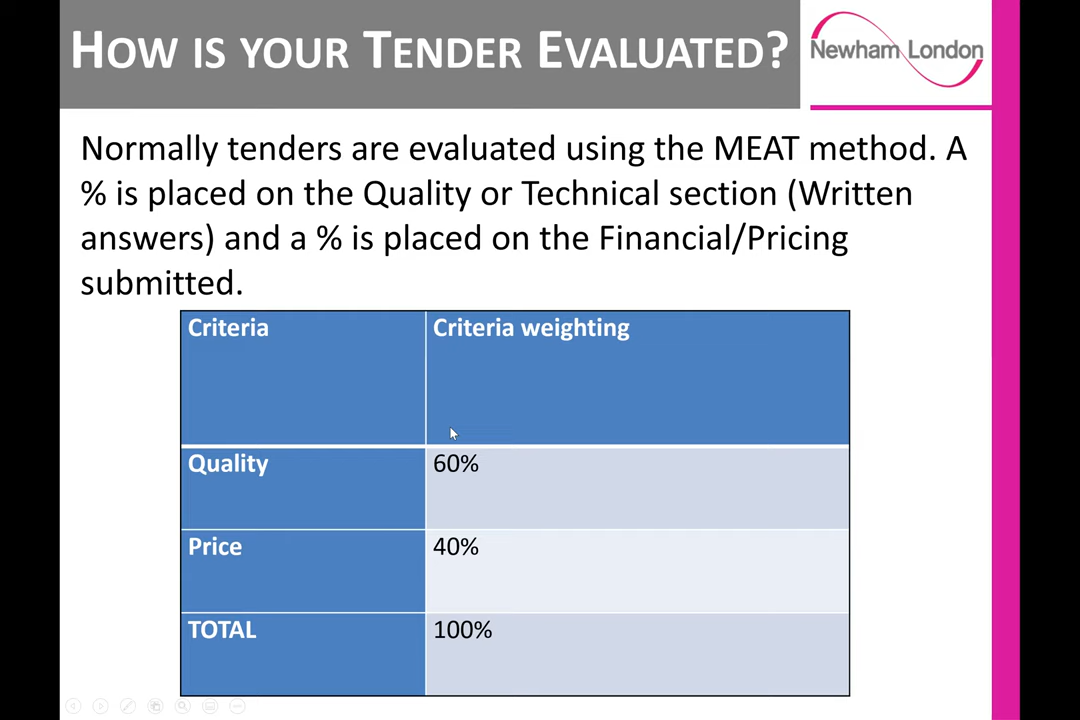 HOW IS YOUR TENDER EVALUATED?
Newham London
Normally tenders are evaluated using the MEAT method. A
% is placed on the Quality or Technical section (Written
answers) and a % is placed on the Financial/Pricing
submitted.
Criteria Criteria weighting
Quality 60%
Price 40%
TOTAL 100%